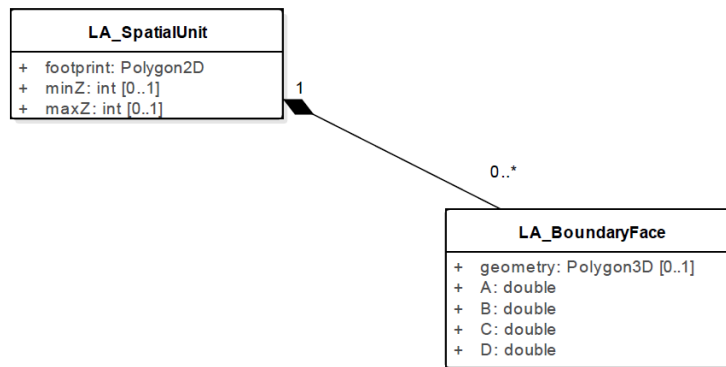 LA_SpatialUnit
+ footprint: Polygon2D
+ minZ: int [0..1]
+ maxZ: int [0..1]
1
0..*
LA_BoundaryFace
+ geometry: Polygon3D [0..1]
+ A: double
+ B: double
+ C: double
+ D: double